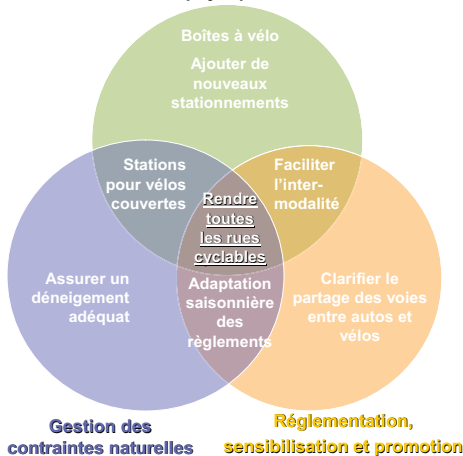 Boîtes à vélo
Ajouter de
nouveaux
stationnements
Stations
pour vélos
couvertes
Faciliter
l'inter-
modalité
Rendre
toutes
les rues
cyclables
Assurer un
déneigement
adéquat
Adaptation
saisonnière
des
règlements
Clarifier le
partage des voies
entre autos et
vélos
Gestion des
contraintes naturelles
Réglementation,
sensibilisation et promotion